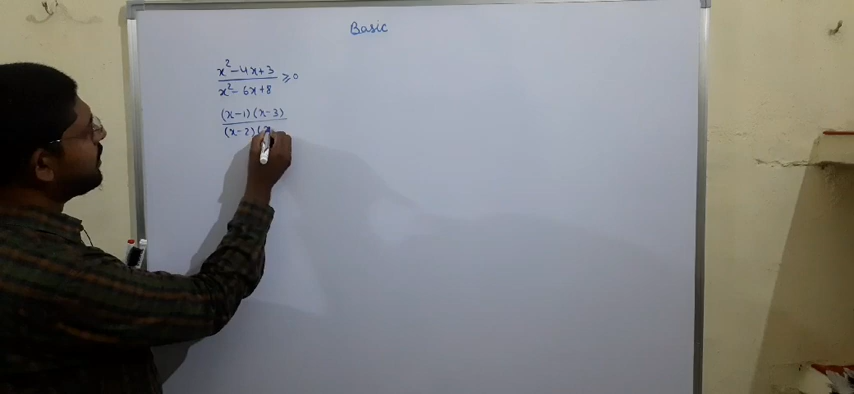 Basic
x²-4x+3
x²-6x+8 ⩾0
(x-1)(x-3)
(x-2)(x